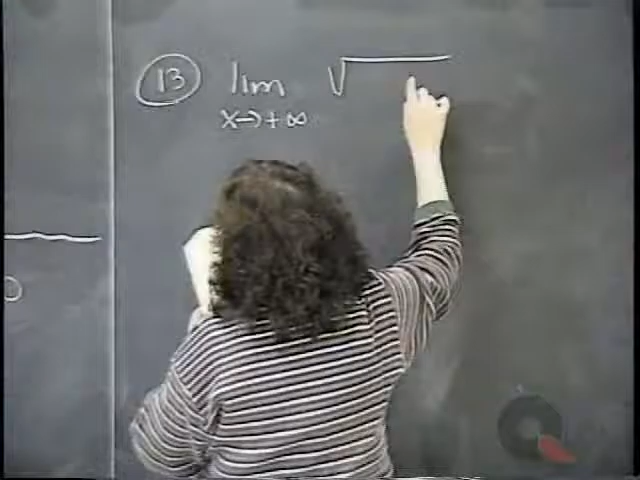 ⑬ lim √
x→+∞